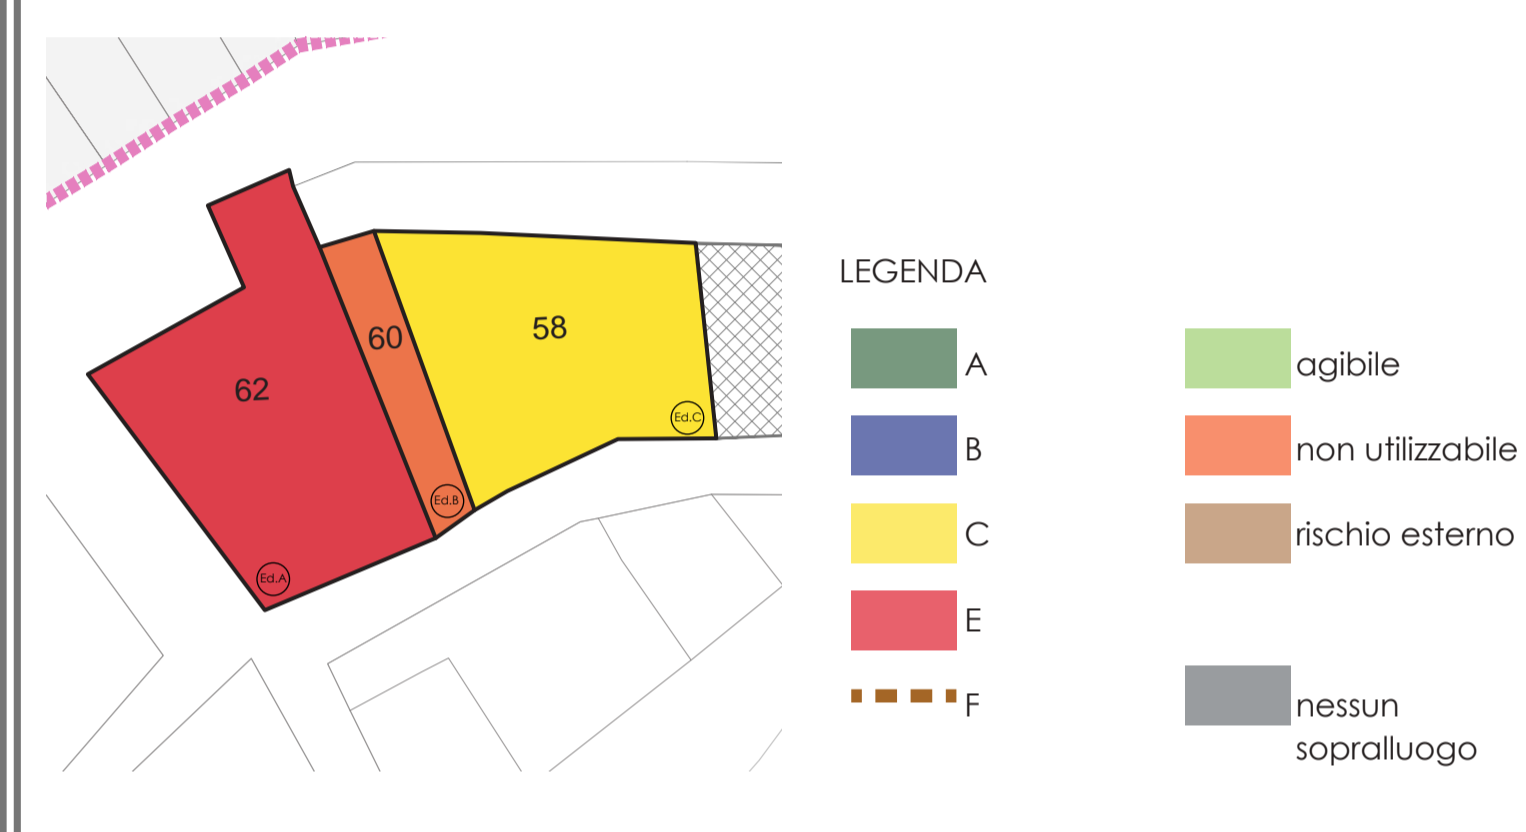 62
60
58
Ed.A
Ed.B
Ed.C
LEGENDA
A
B
C
E
F
agibile
non utilizzabile
rischio esterno
nessun
sopralluogo